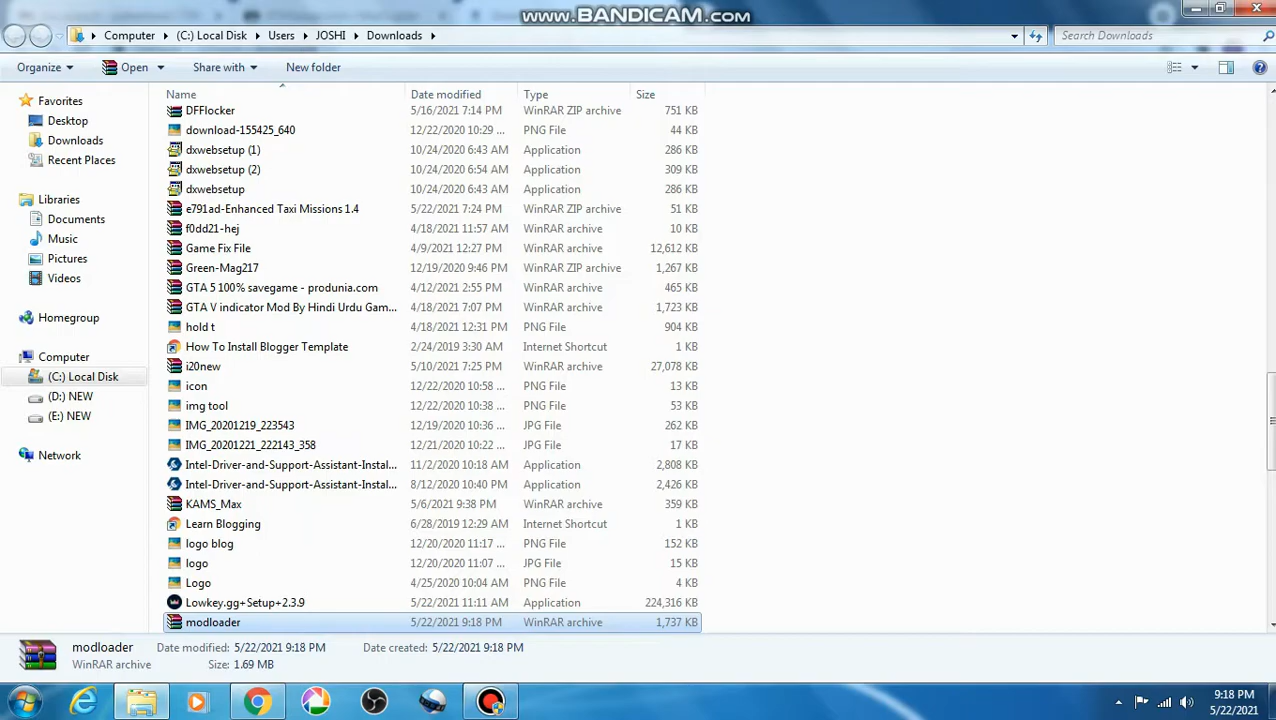 www.BANDICAM.com
Computer (C:) Local Disk Users JOSHI Downloads
Search Downloads
Organize Open Share with New folder
Name Date modified Type Size
Favorites
Desktop
Downloads
Recent Places
Libraries
Documents
Music
Pictures
Videos
Homegroup
Computer
(C:) Local Disk
(D:) NEW
(E:) NEW
Network
DFFlocker 5/16/2021 7:14 PM WinRAR ZIP archive 751 KB
download-155425_640 12/22/2020 10:29 ... PNG File 44 KB
dxwebsetup (1) 10/24/2020 6:43 AM Application 286 KB
dxwebsetup (2) 10/24/2020 6:54 AM Application 309 KB
dxwebsetup 10/24/2020 6:43 AM Application 286 KB
e791ad-Enhanced Taxi Missions 1.4 5/22/2021 7:24 PM WinRAR ZIP archive 51 KB
f0dd21-hej 4/18/2021 11:57 AM WinRAR archive 10 KB
Game Fix File 4/9/2021 12:27 PM WinRAR archive 12,612 KB
Green-Mag217 12/19/2020 9:46 PM WinRAR ZIP archive 1,267 KB
GTA 5 100% savegame - produnia.com 4/12/2021 2:55 PM WinRAR archive 465 KB
GTA V indicator Mod By Hindi Urdu Gam... 4/18/2021 7:07 PM WinRAR archive 1,723 KB
hold t 4/18/2021 12:31 PM PNG File 904 KB
How To Install Blogger Template 2/24/2019 3:30 AM Internet Shortcut 1 KB
i20new 5/10/2021 7:25 PM WinRAR archive 27,078 KB
icon 12/22/2020 10:58 ... PNG File 13 KB
img tool 12/22/2020 10:38 ... PNG File 53 KB
IMG_20201219_223543 12/19/2020 10:36 ... JPG File 262 KB
IMG_20201221_222143_358 12/21/2020 10:22 ... JPG File 17 KB
Intel-Driver-and-Support-Assistant-Instal... 11/2/2020 10:18 AM Application 2,808 KB
Intel-Driver-and-Support-Assistant-Instal... 8/12/2020 10:40 PM Application 2,426 KB
KAMS_Max 5/6/2021 9:38 PM WinRAR archive 359 KB
Learn Blogging 6/28/2019 12:29 AM Internet Shortcut 1 KB
logo blog 12/20/2020 11:17 ... PNG File 152 KB
logo 12/20/2020 11:07 ... JPG File 15 KB
Logo 4/25/2020 10:04 AM PNG File 4 KB
Lowkey.gg+Setup+2.3.9 5/22/2021 11:11 AM Application 224,316 KB
modloader 5/22/2021 9:18 PM WinRAR archive 1,737 KB
modloader Date modified: 5/22/2021 9:18 PM Date created: 5/22/2021 9:18 PM
WinRAR archive Size: 1.69 MB
9:18 PM
5/22/2021